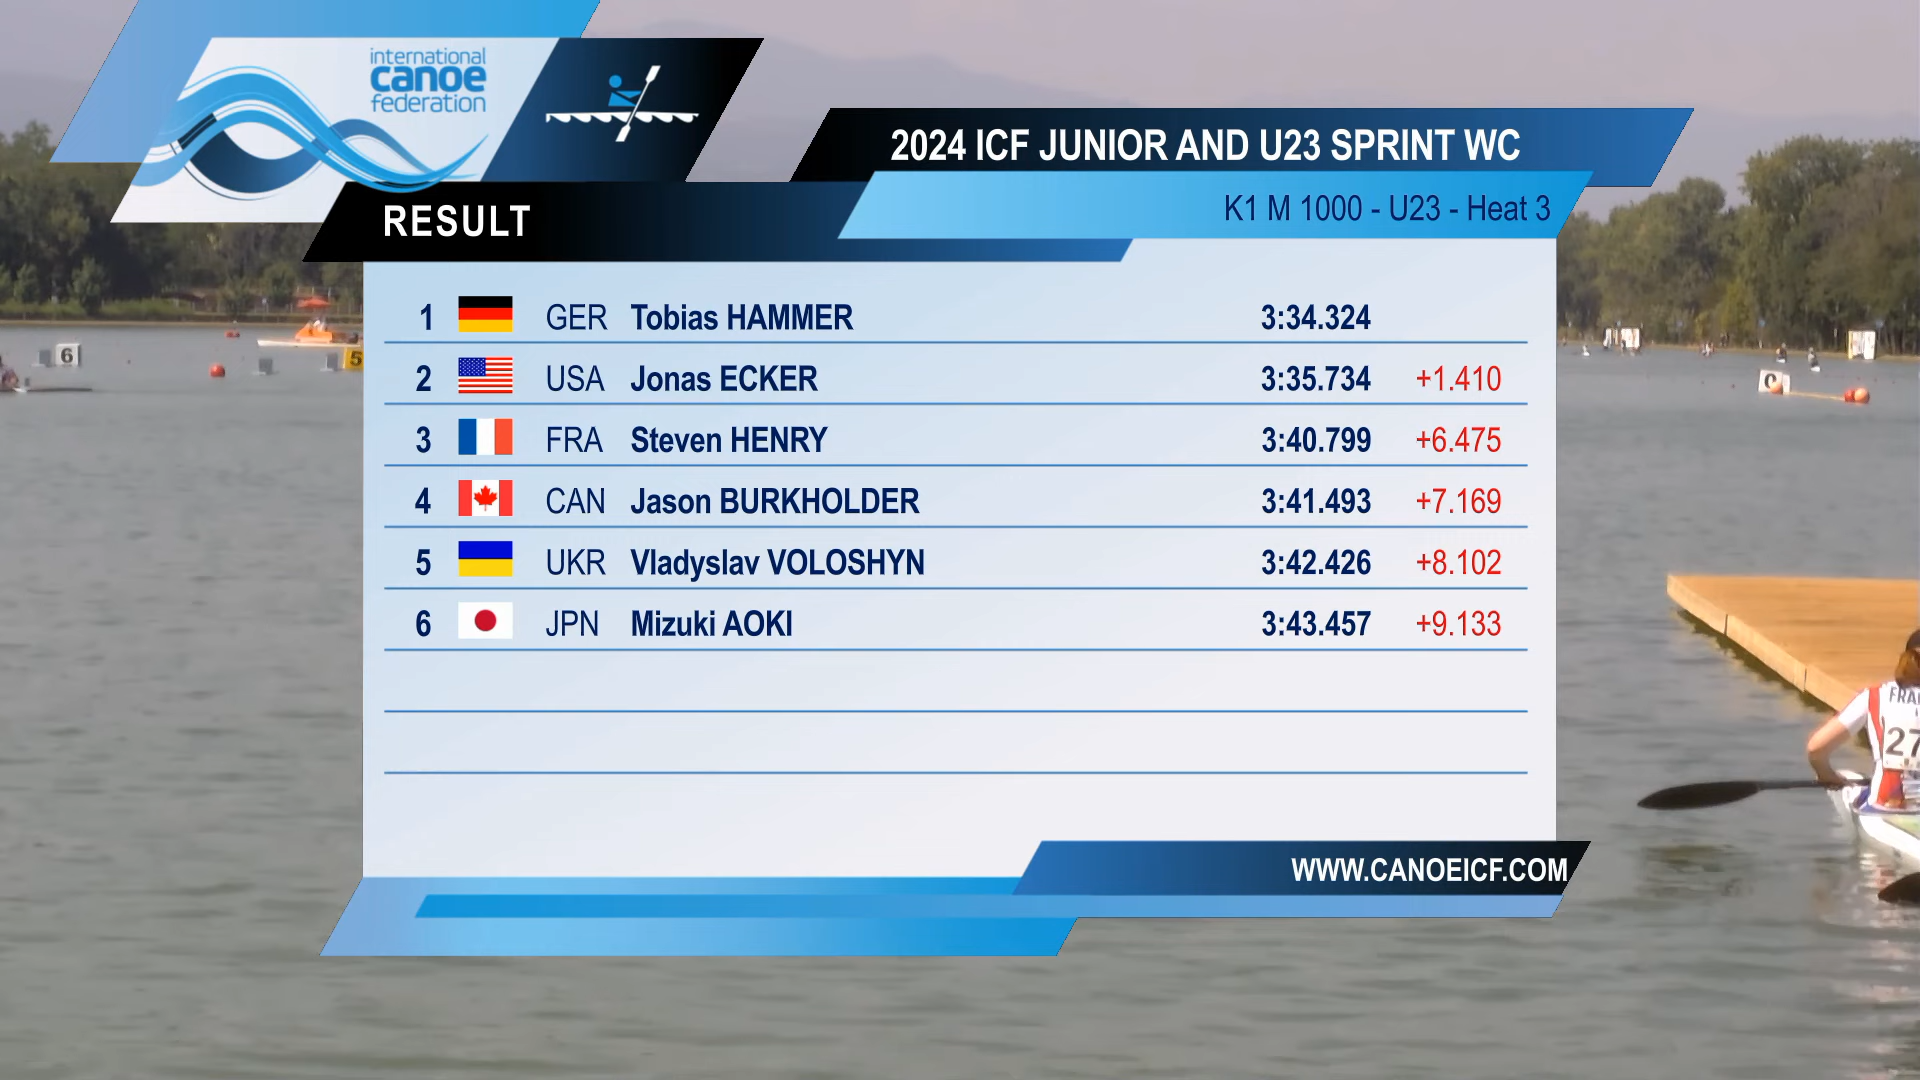 international
canoe
federation
2024 ICF JUNIOR AND U23 SPRINT WC
K1 M 1000 - U23 - Heat 3
RESULT
1 GER Tobias HAMMER 3:34.324
2 USA Jonas ECKER 3:35.734 +1.410
3 FRA Steven HENRY 3:40.799 +6.475
4 CAN Jason BURKHOLDER 3:41.493 +7.169
5 UKR Vladyslav VOLOSHYN 3:42.426 +8.102
6 JPN Mizuki AOKI 3:43.457 +9.133
WWW.CANOEICF.COM
6
5
27